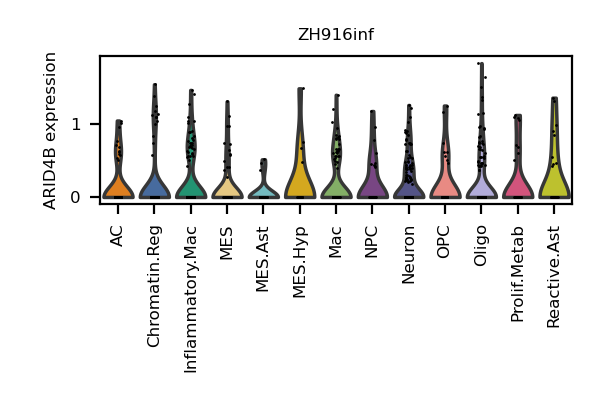 ZH916inf
ARID4B expression
1
0
AC
Chromatin.Reg
Inflammatory.Mac
MES
MES.Ast
MES.Hyp
Mac
NPC
Neuron
OPC
Oligo
Prolif.Metab
Reactive.Ast